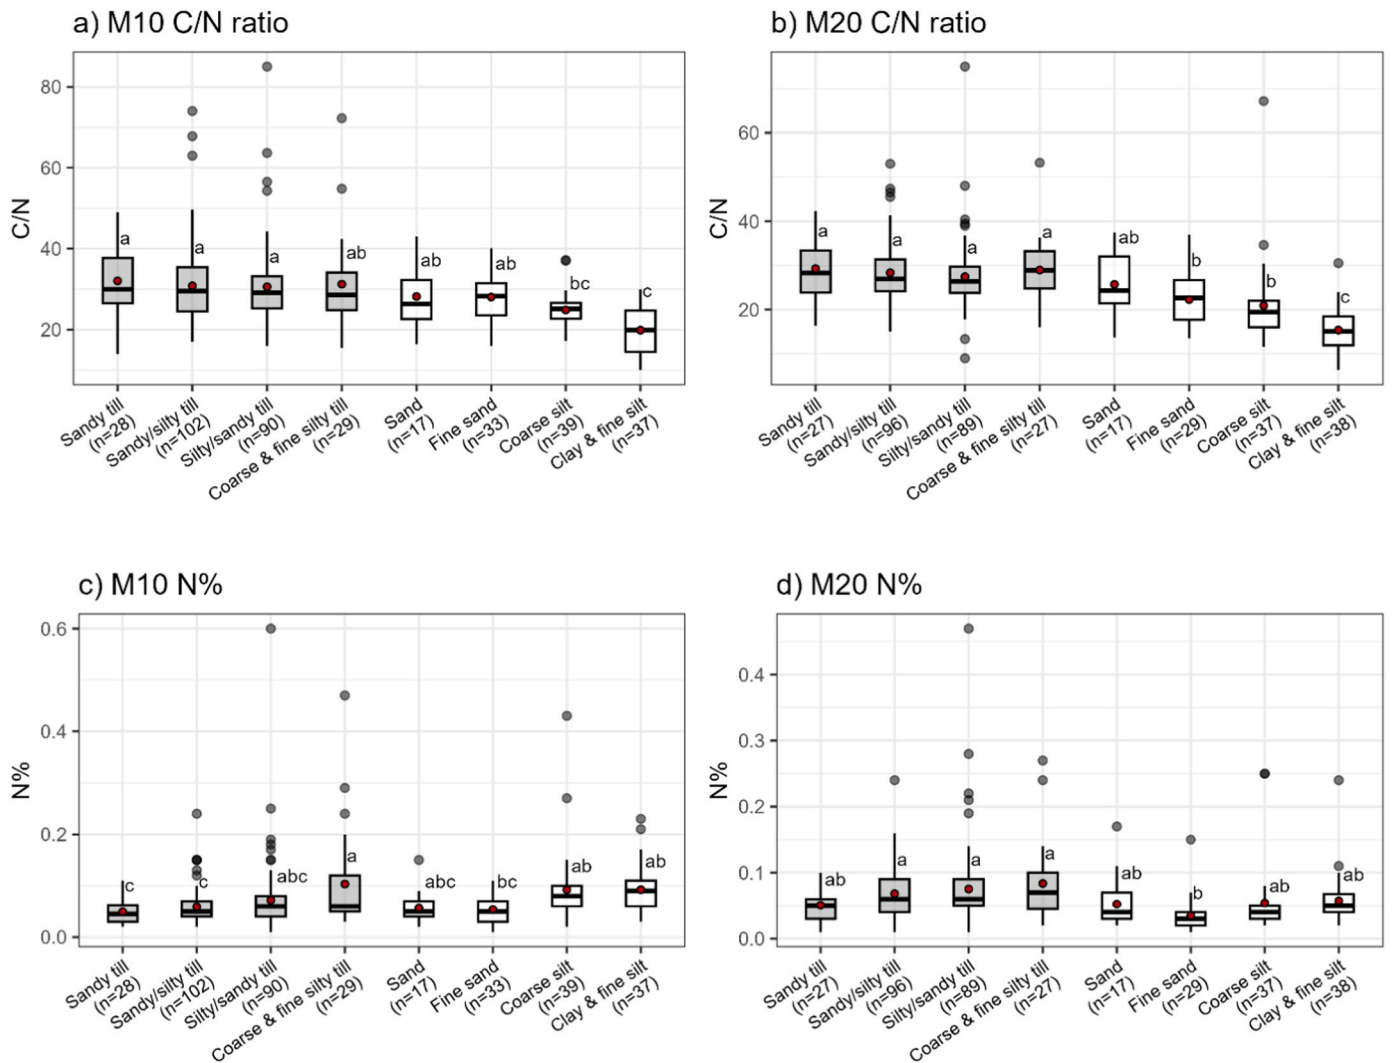 a) M10 C/N ratio
C/N
80
60
40
20
a
a
a
ab
ab
ab
bc
c
Sandy till
(n=28)
Sandy/silty till
(n=102)
Silty/sandy till
(n=90)
Coarse & fine silty till
(n=29)
Sand
(n=17)
Fine sand
(n=33)
Coarse silt
(n=39)
Clay & fine silt
(n=37)
b) M20 C/N ratio
C/N
60
40
20
a
a
a
a
ab
b
b
c
Sandy till
(n=27)
Sandy/silty till
(n=96)
Silty/sandy till
(n=89)
Coarse & fine silty till
(n=27)
Sand
(n=17)
Fine sand
(n=29)
Coarse silt
(n=37)
Clay & fine silt
(n=38)
c) M10 N%
N%
0.6
0.4
0.2
0.0
c
c
abc
a
abc
bc
ab
ab
Sandy till
(n=28)
Sandy/silty till
(n=102)
Silty/sandy till
(n=90)
Coarse & fine silty till
(n=29)
Sand
(n=17)
Fine sand
(n=33)
Coarse silt
(n=39)
Clay & fine silt
(n=37)
d) M20 N%
N%
0.4
0.3
0.2
0.1
0.0
ab
a
a
a
ab
b
ab
ab
Sandy till
(n=27)
Sandy/silty till
(n=96)
Silty/sandy till
(n=89)
Coarse & fine silty till
(n=27)
Sand
(n=17)
Fine sand
(n=29)
Coarse silt
(n=37)
Clay & fine silt
(n=38)